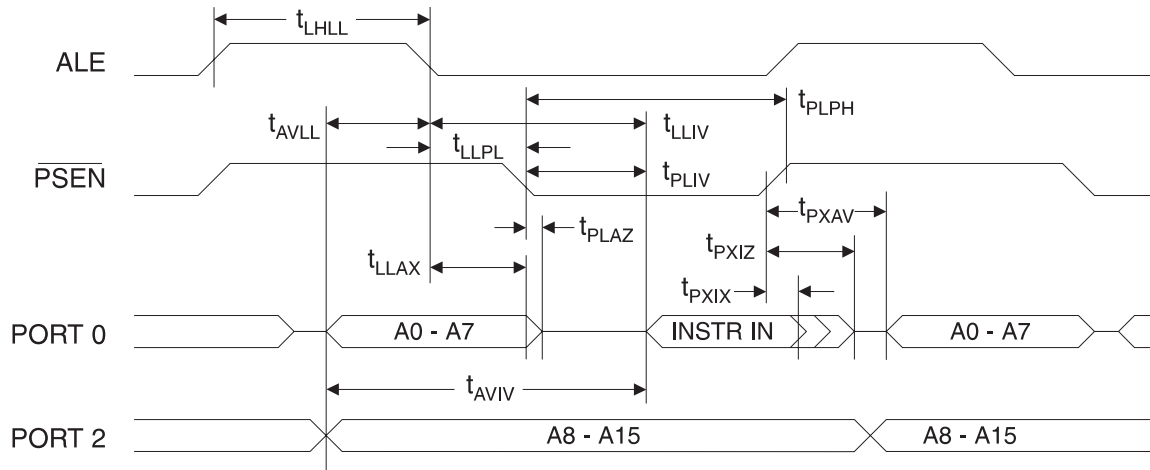 tLHLL
ALE
tPLPH
tAVLL
tLLIV
tLLPL
PSEN
tPLIV
tPXAV
tPLAZ
tPXIZ
tLLAX
tPXIX
PORT 0
A0 - A7
INSTR IN
A0 - A7
tAVIV
PORT 2
A8 - A15
A8 - A15